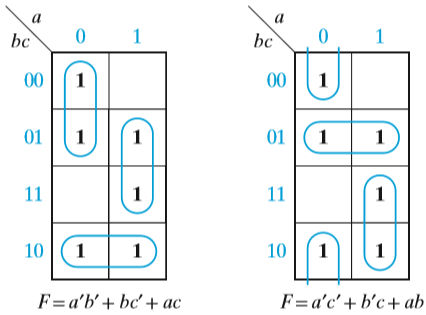 a
bc 0 1
00 1
01 1 1
11 1
10 1 1
F = a′b′ + bc′ + ac
a
bc 0 1
00 1
01 1 1
11 1
10 1 1
F = a′c′ + b′c + ab